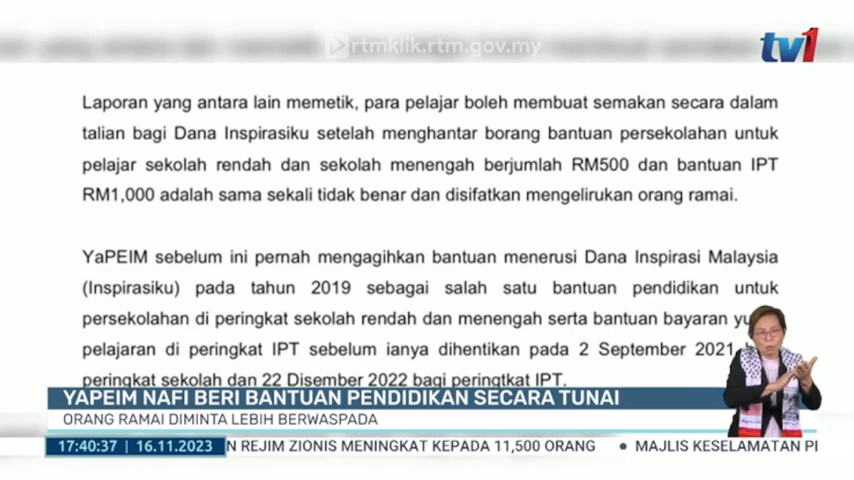 rtmklik.rtm.gov.my
tv1
Laporan yang antara lain memetik, para pelajar boleh membuat semakan secara dalam
talian bagi Dana Inspirasiku setelah menghantar borang bantuan persekolahan untuk
pelajar sekolah rendah dan sekolah menengah berjumlah RM500 dan bantuan IPT
RM1,000 adalah sama sekali tidak benar dan disifatkan mengelirukan orang ramai.
YaPEIM sebelum ini pernah mengagihkan bantuan menerusi Dana Inspirasi Malaysia
(Inspirasiku) pada tahun 2019 sebagai salah satu bantuan pendidikan untuk
persekolahan di peringkat sekolah rendah dan menengah serta bantuan bayaran
pelajaran di peringkat IPT sebelum ianya dihentikan pada 2 September 2021
peringkat sekolah dan 22 Disember 2022 bagi peringtkat IPT.
YAPEIM NAFI BERI BANTUAN PENDIDIKAN SECARA TUNAI
ORANG RAMAI DIMINTA LEBIH BERWASPADA
17:40:37 | 16.11.2023 N REJIM ZIONIS MENINGKAT KEPADA 11,500 ORANG • MAJLIS KESELAMATAN